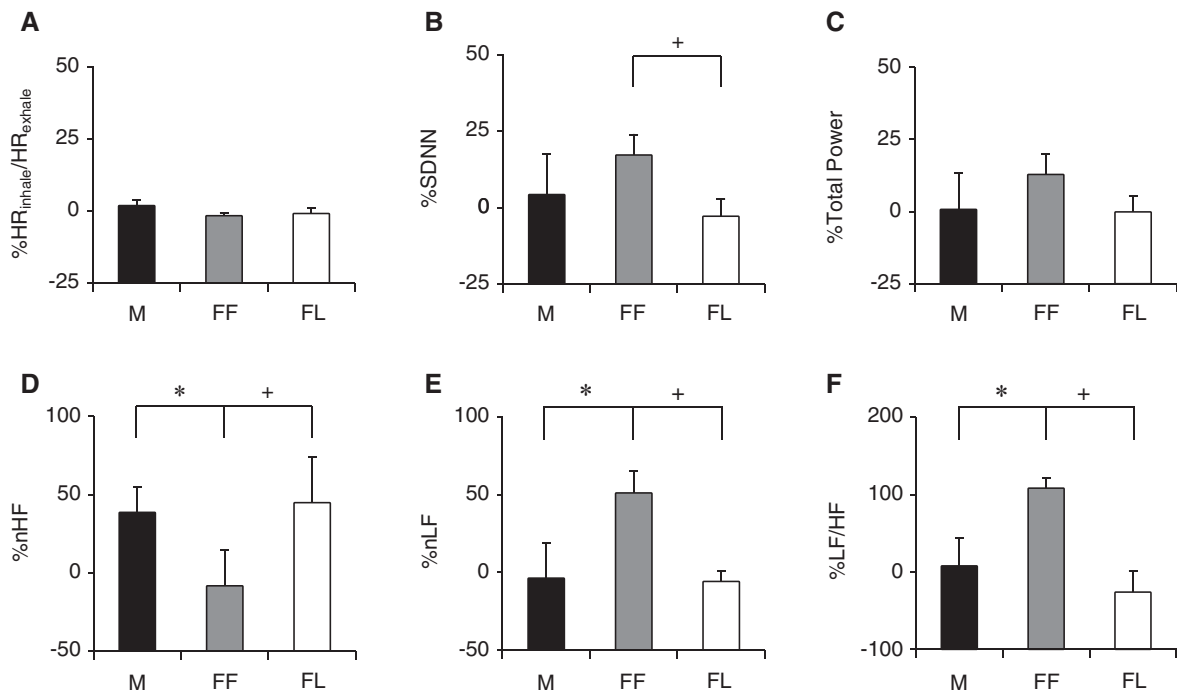 A
50
25
0
-25
%HRinhale/HRexhale
M FF FL
B
+
50
25
0
-25
%SDNN
M FF FL
C
50
25
0
-25
%Total Power
M FF FL
D
* +
100
50
0
-50
%nHF
M FF FL
E
* +
100
50
0
-50
%nLF
M FF FL
F
* +
200
100
0
-100
%LF/HF
M FF FL